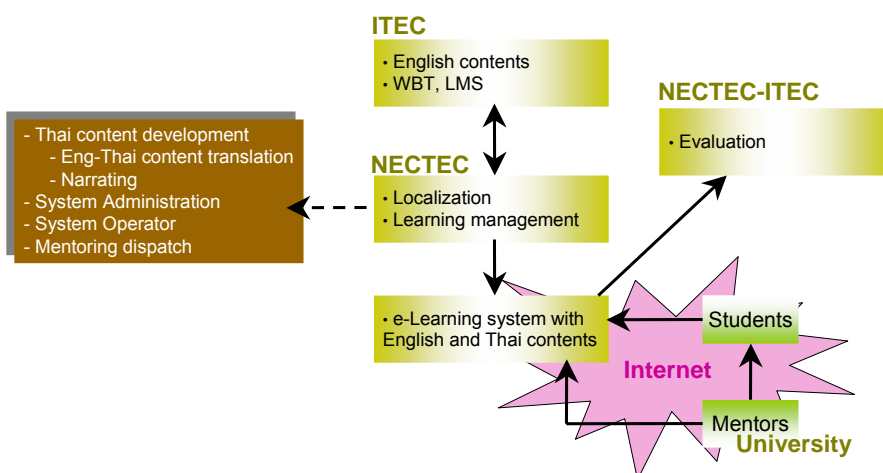 ITEC
• English contents
• WBT, LMS
NECTEC-ITEC
• Evaluation
- Thai content development
- Eng-Thai content translation
- Narrating
- System Administration
- System Operator
- Mentoring dispatch
NECTEC
• Localization
• Learning management
• e-Learning system with
English and Thai contents
Students
Internet
Mentors
University